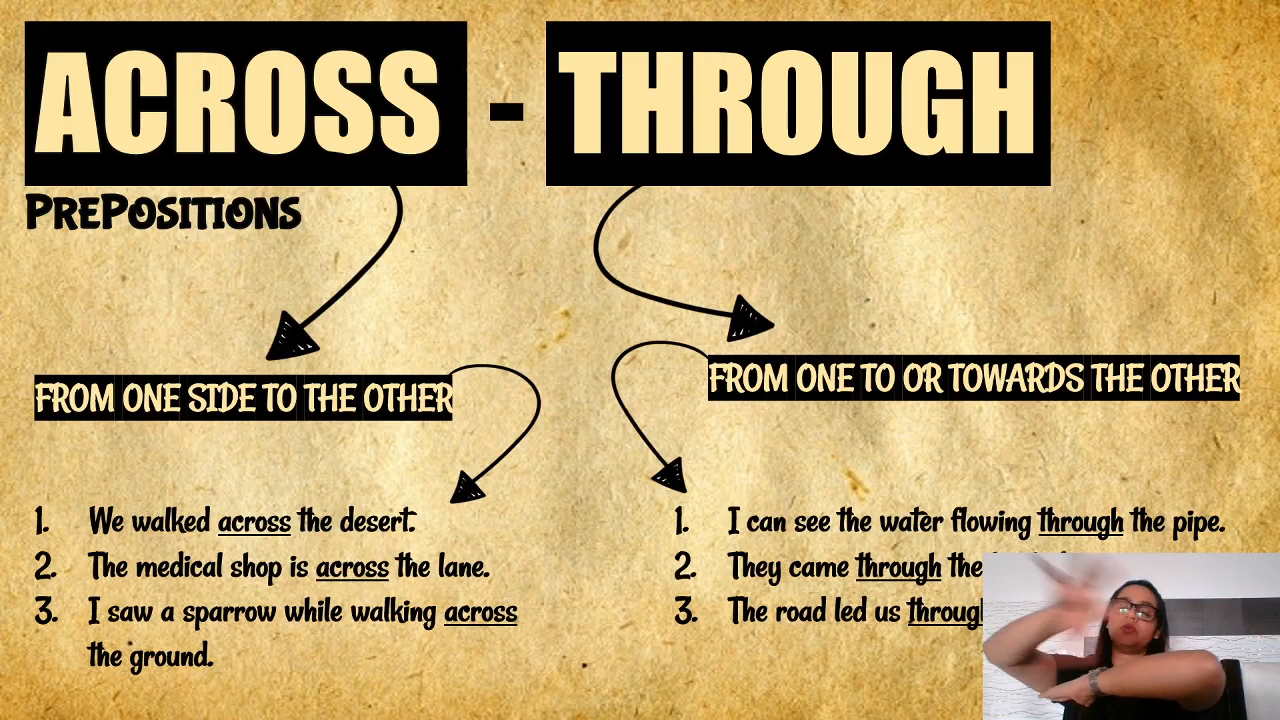 ACROSS - THROUGH
PREPOSITIONS
FROM ONE SIDE TO THE OTHER
FROM ONE TO OR TOWARDS THE OTHER
1. We walked across the desert.
2. The medical shop is across the lane.
3. I saw a sparrow while walking across
the ground.
1. I can see the water flowing through the pipe.
2. They came through the
3. The road led us